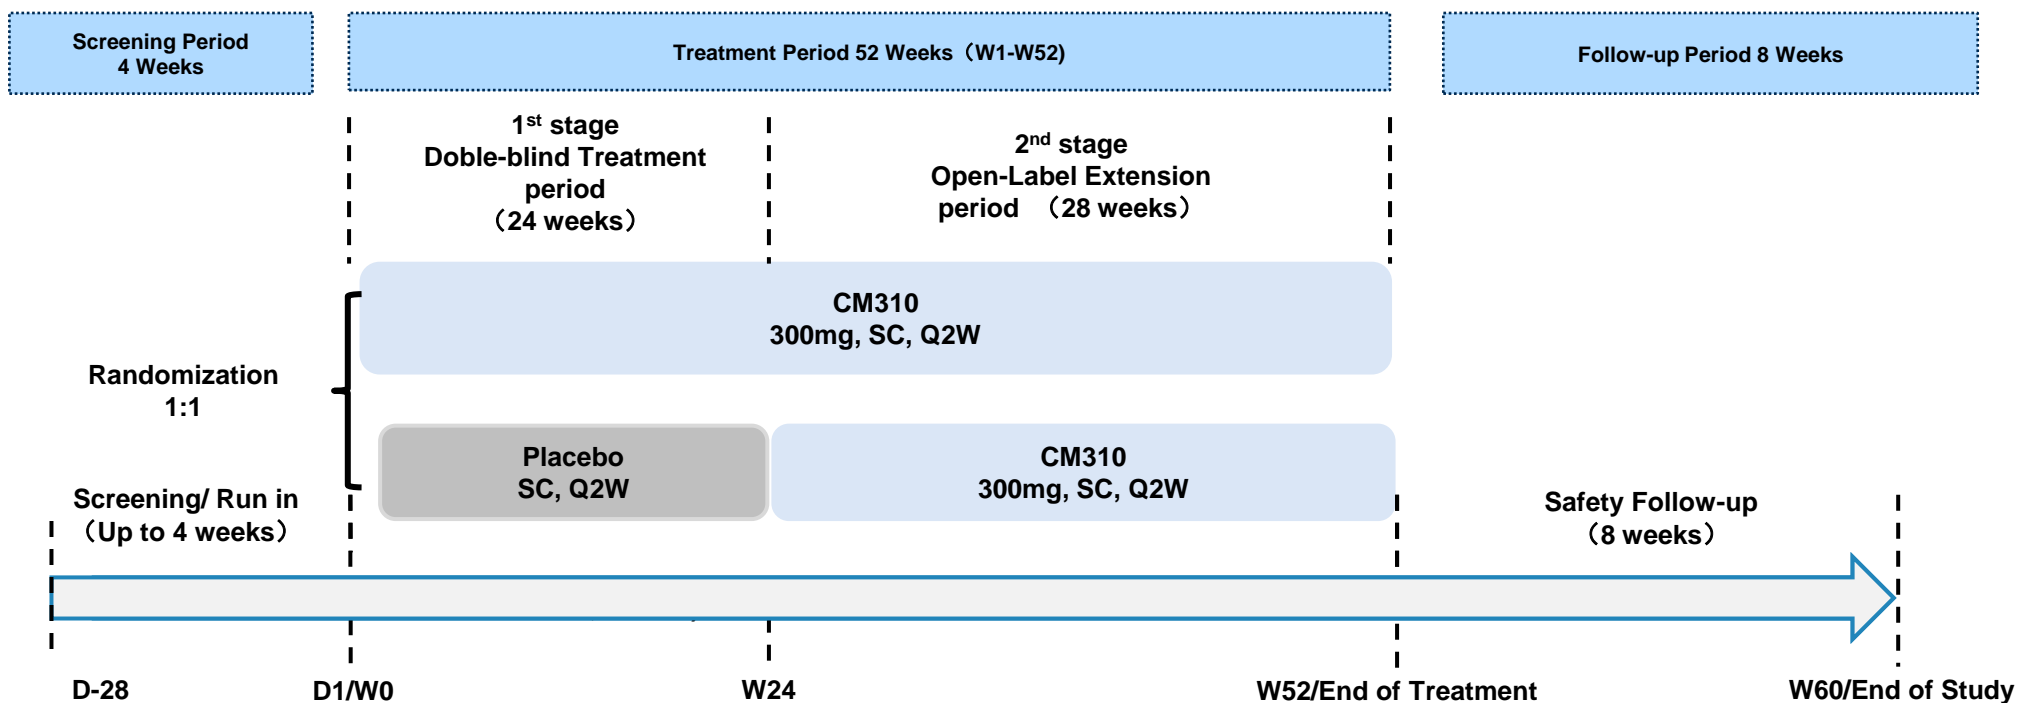 Screening Period
4 Weeks
Treatment Period 52 Weeks（W1-W52)
Follow-up Period 8 Weeks
1st stage
Doble-blind Treatment
period
（24 weeks）
2nd stage
Open-Label Extension
period （28 weeks）
CM310
300mg, SC, Q2W
Randomization
1:1
Placebo
SC, Q2W
CM310
300mg, SC, Q2W
Screening/ Run in
（Up to 4 weeks）
Safety Follow-up
（8 weeks）
D-28
D1/W0
W24
W52/End of Treatment
W60/End of Study